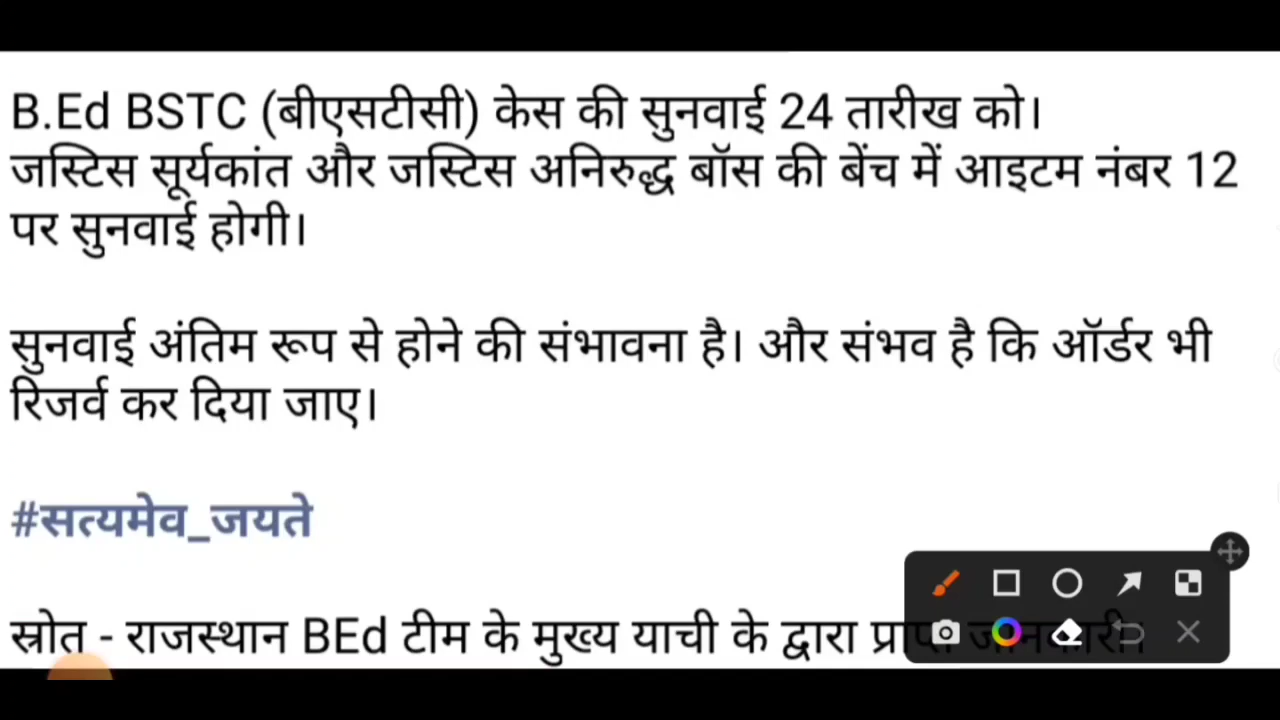 B.Ed BSTC (बीएसटीसी) केस की सुनवाई 24 तारीख को।
जस्टिस सूर्यकांत और जस्टिस अनिरुद्ध बॉस की बेंच में आइटम नंबर 12
पर सुनवाई होगी।
सुनवाई अंतिम रूप से होने की संभावना है। और संभव है कि ऑर्डर भी
रिजर्व कर दिया जाए।
#सत्यमेव_जयते
स्रोत - राजस्थान BEd टीम के मुख्य याची के द्वारा प्राप्त जानकारी।